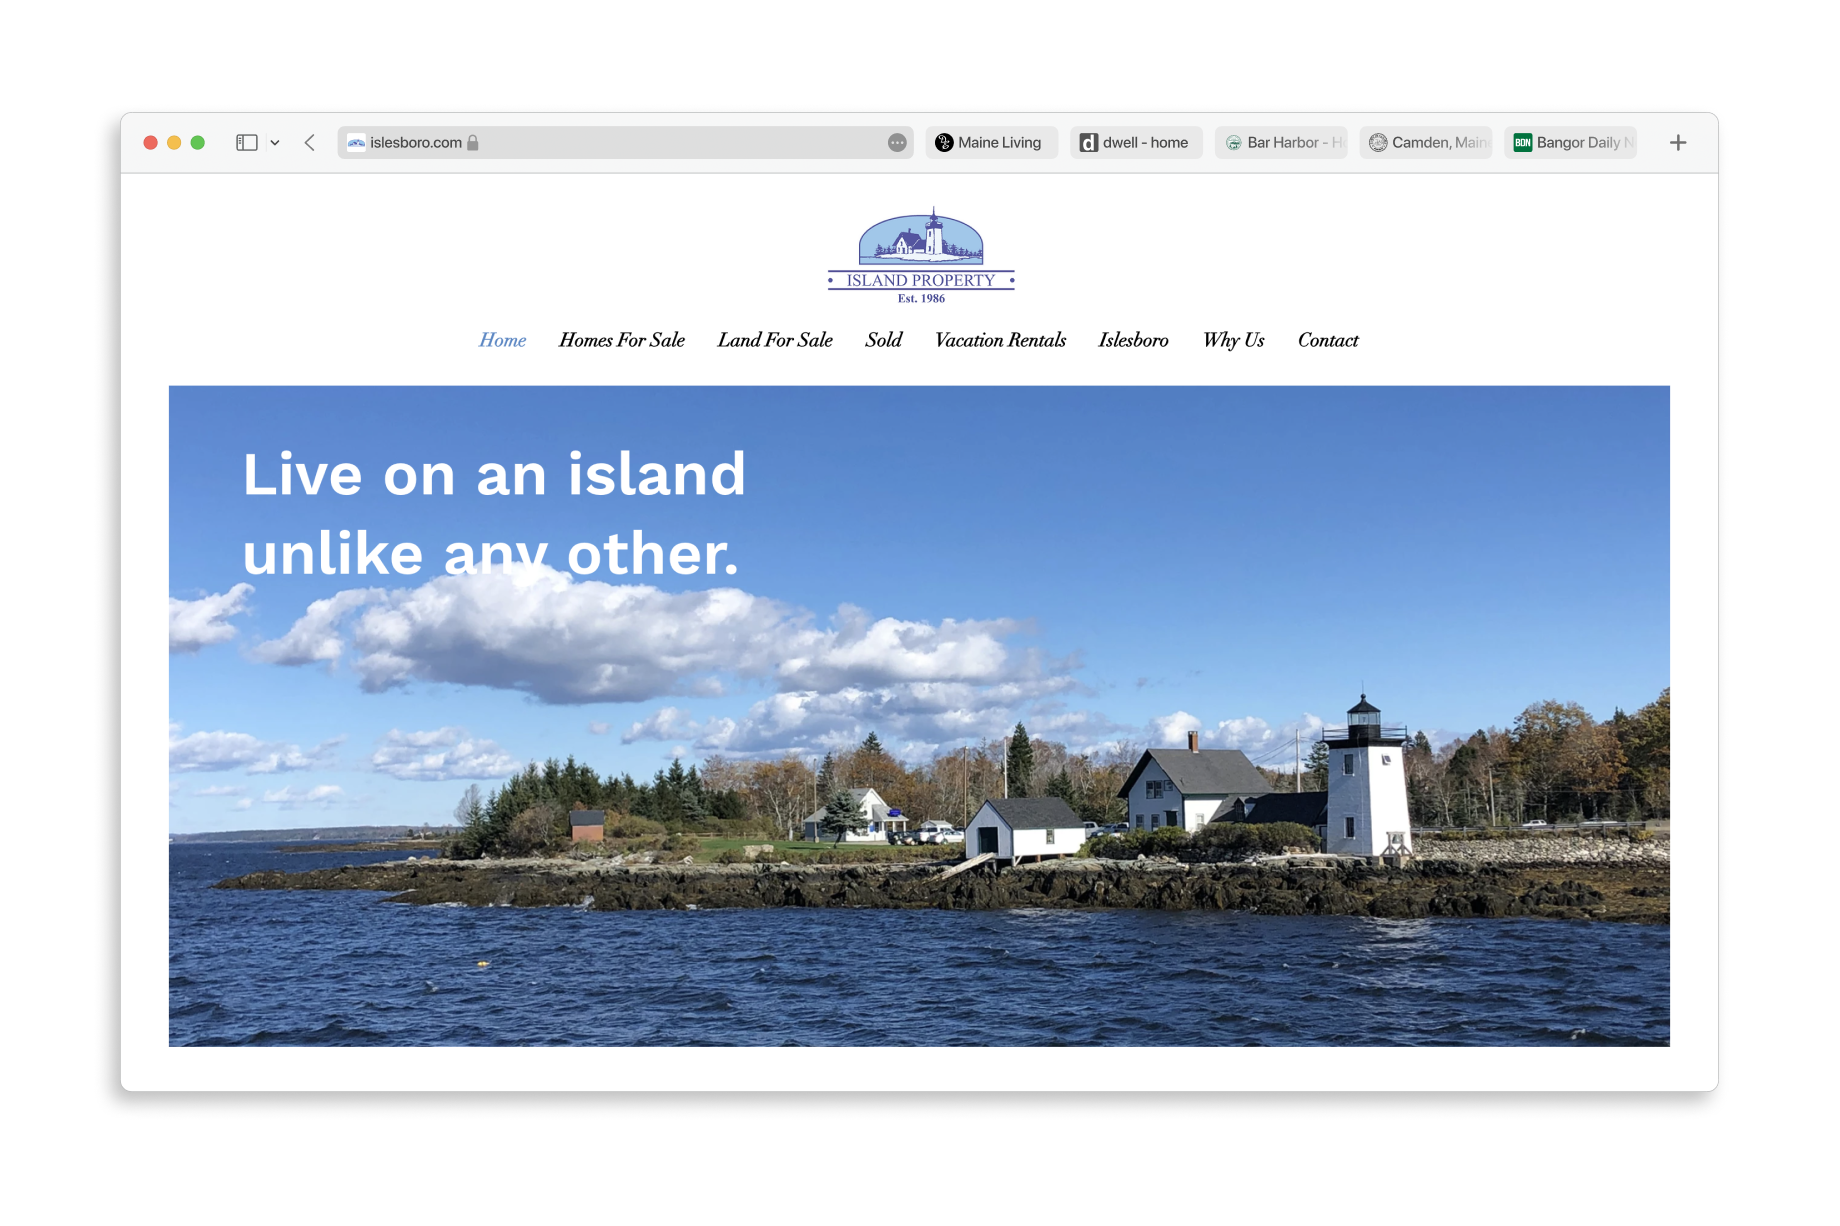 islesboro.com
Maine Living
dwell - home
Bar Harbor - H
Camden, Maine
BDN Bangor Daily N
ISLAND PROPERTY
Est. 1986
Home Homes For Sale Land For Sale Sold Vacation Rentals Islesboro Why Us Contact
Live on an island
unlike any other.